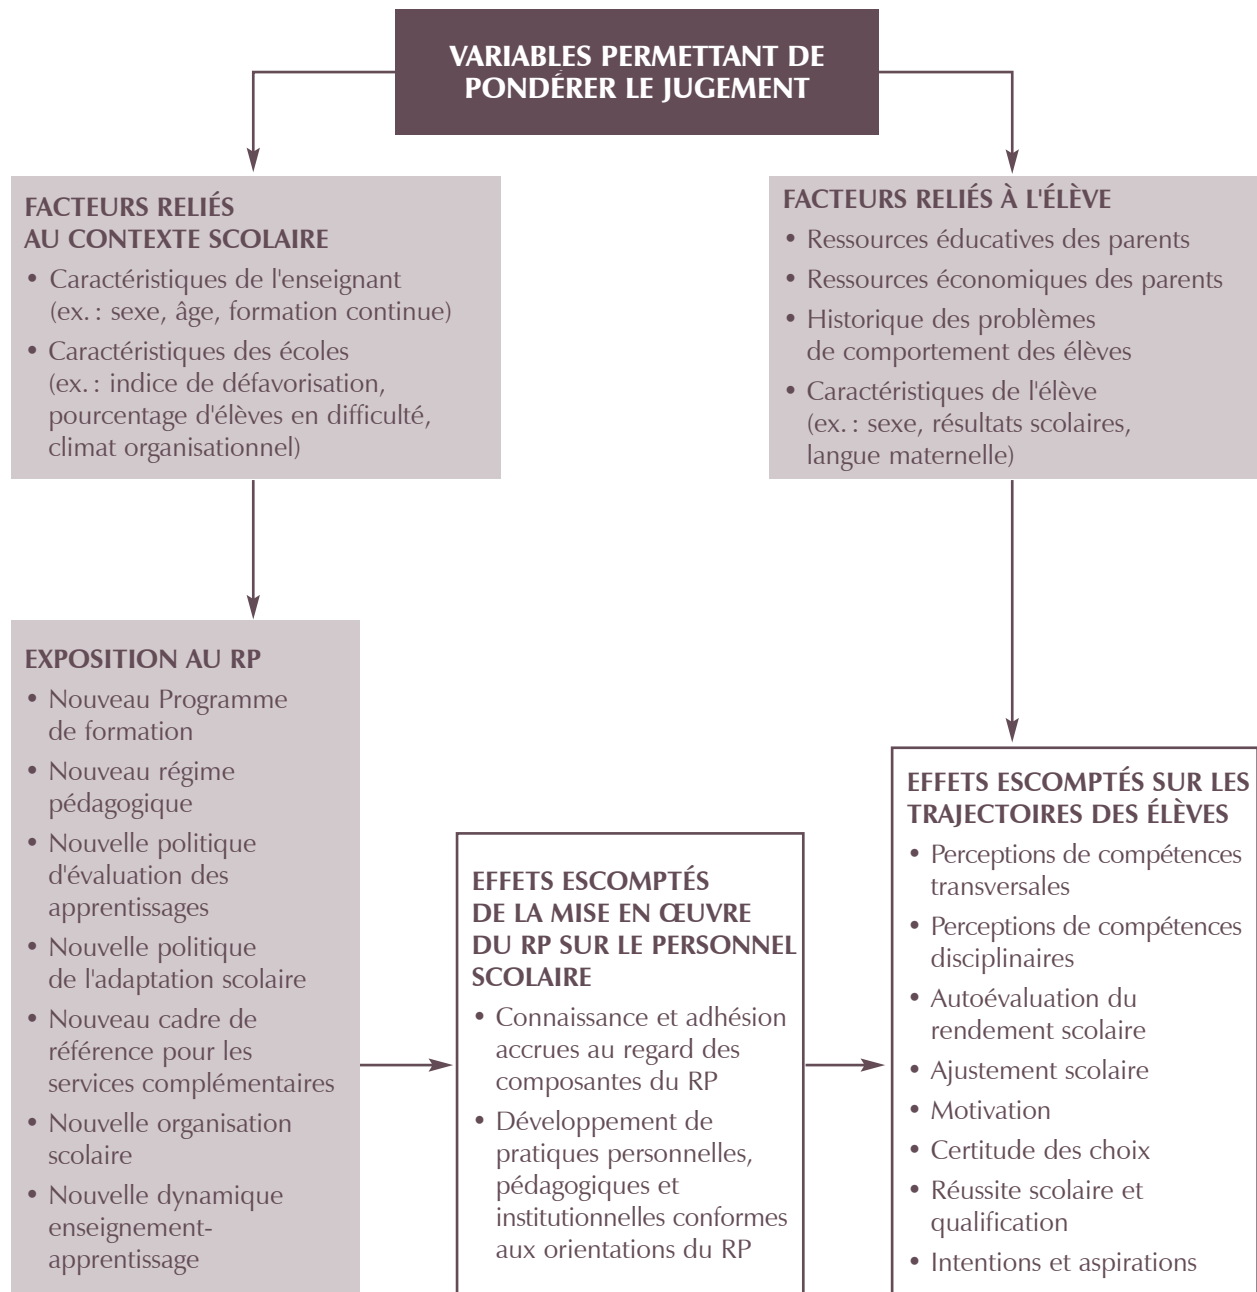 VARIABLES PERMETTANT DE
PONDÉRER LE JUGEMENT
FACTEURS RELIÉS
AU CONTEXTE SCOLAIRE
• Caractéristiques de l'enseignant
(ex. : sexe, âge, formation continue)
• Caractéristiques des écoles
(ex. : indice de défavorisation,
pourcentage d'élèves en difficulté,
climat organisationnel)
FACTEURS RELIÉS À L'ÉLÈVE
• Ressources éducatives des parents
• Ressources économiques des parents
• Historique des problèmes
de comportement des élèves
• Caractéristiques de l'élève
(ex. : sexe, résultats scolaires,
langue maternelle)
EXPOSITION AU RP
• Nouveau Programme
de formation
• Nouveau régime
pédagogique
• Nouvelle politique
d'évaluation des
apprentissages
• Nouvelle politique
de l'adaptation scolaire
• Nouveau cadre de
référence pour les
services complémentaires
• Nouvelle organisation
scolaire
• Nouvelle dynamique
enseignement-
apprentissage
EFFETS ESCOMPTÉS
DE LA MISE EN ŒUVRE
DU RP SUR LE PERSONNEL
SCOLAIRE
• Connaissance et adhésion
accrues au regard des
composantes du RP
• Développement de
pratiques personnelles,
pédagogiques et
institutionnelles conformes
aux orientations du RP
EFFETS ESCOMPTÉS SUR LES
TRAJECTOIRES DES ÉLÈVES
• Perceptions de compétences
transversales
• Perceptions de compétences
disciplinaires
• Autoévaluation du
rendement scolaire
• Ajustement scolaire
• Motivation
• Certitude des choix
• Réussite scolaire et
qualification
• Intentions et aspirations